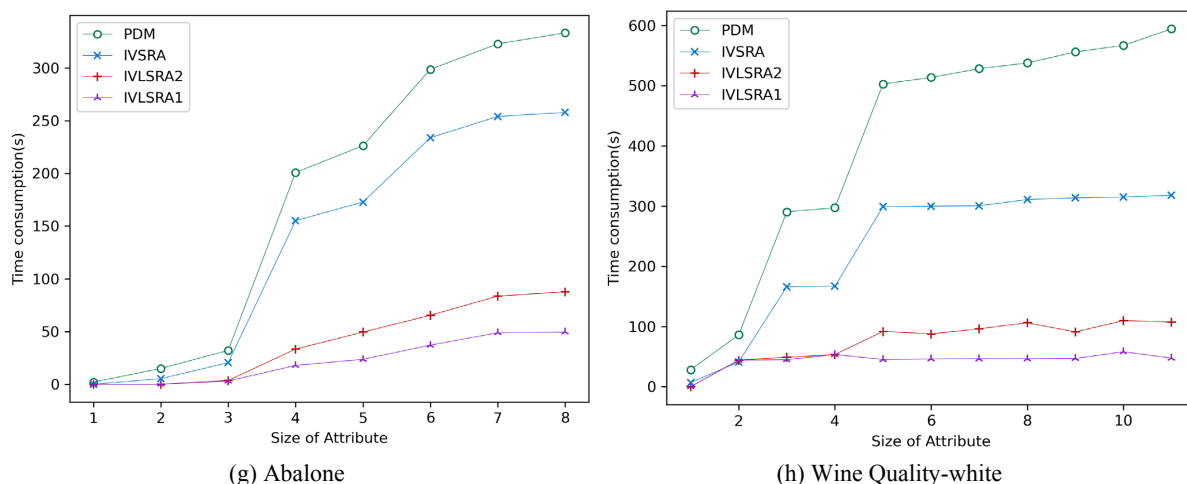 PDM
IVSRA
IVLSRA2
IVLSRA1
300
250
200
150
100
50
0
Time consumption(s)
1 2 3 4 5 6 7 8
Size of Attribute
(g) Abalone
PDM
IVSRA
IVLSRA2
IVLSRA1
600
500
400
300
200
100
0
Time consumption(s)
2 4 6 8 10
Size of Attribute
(h) Wine Quality-white